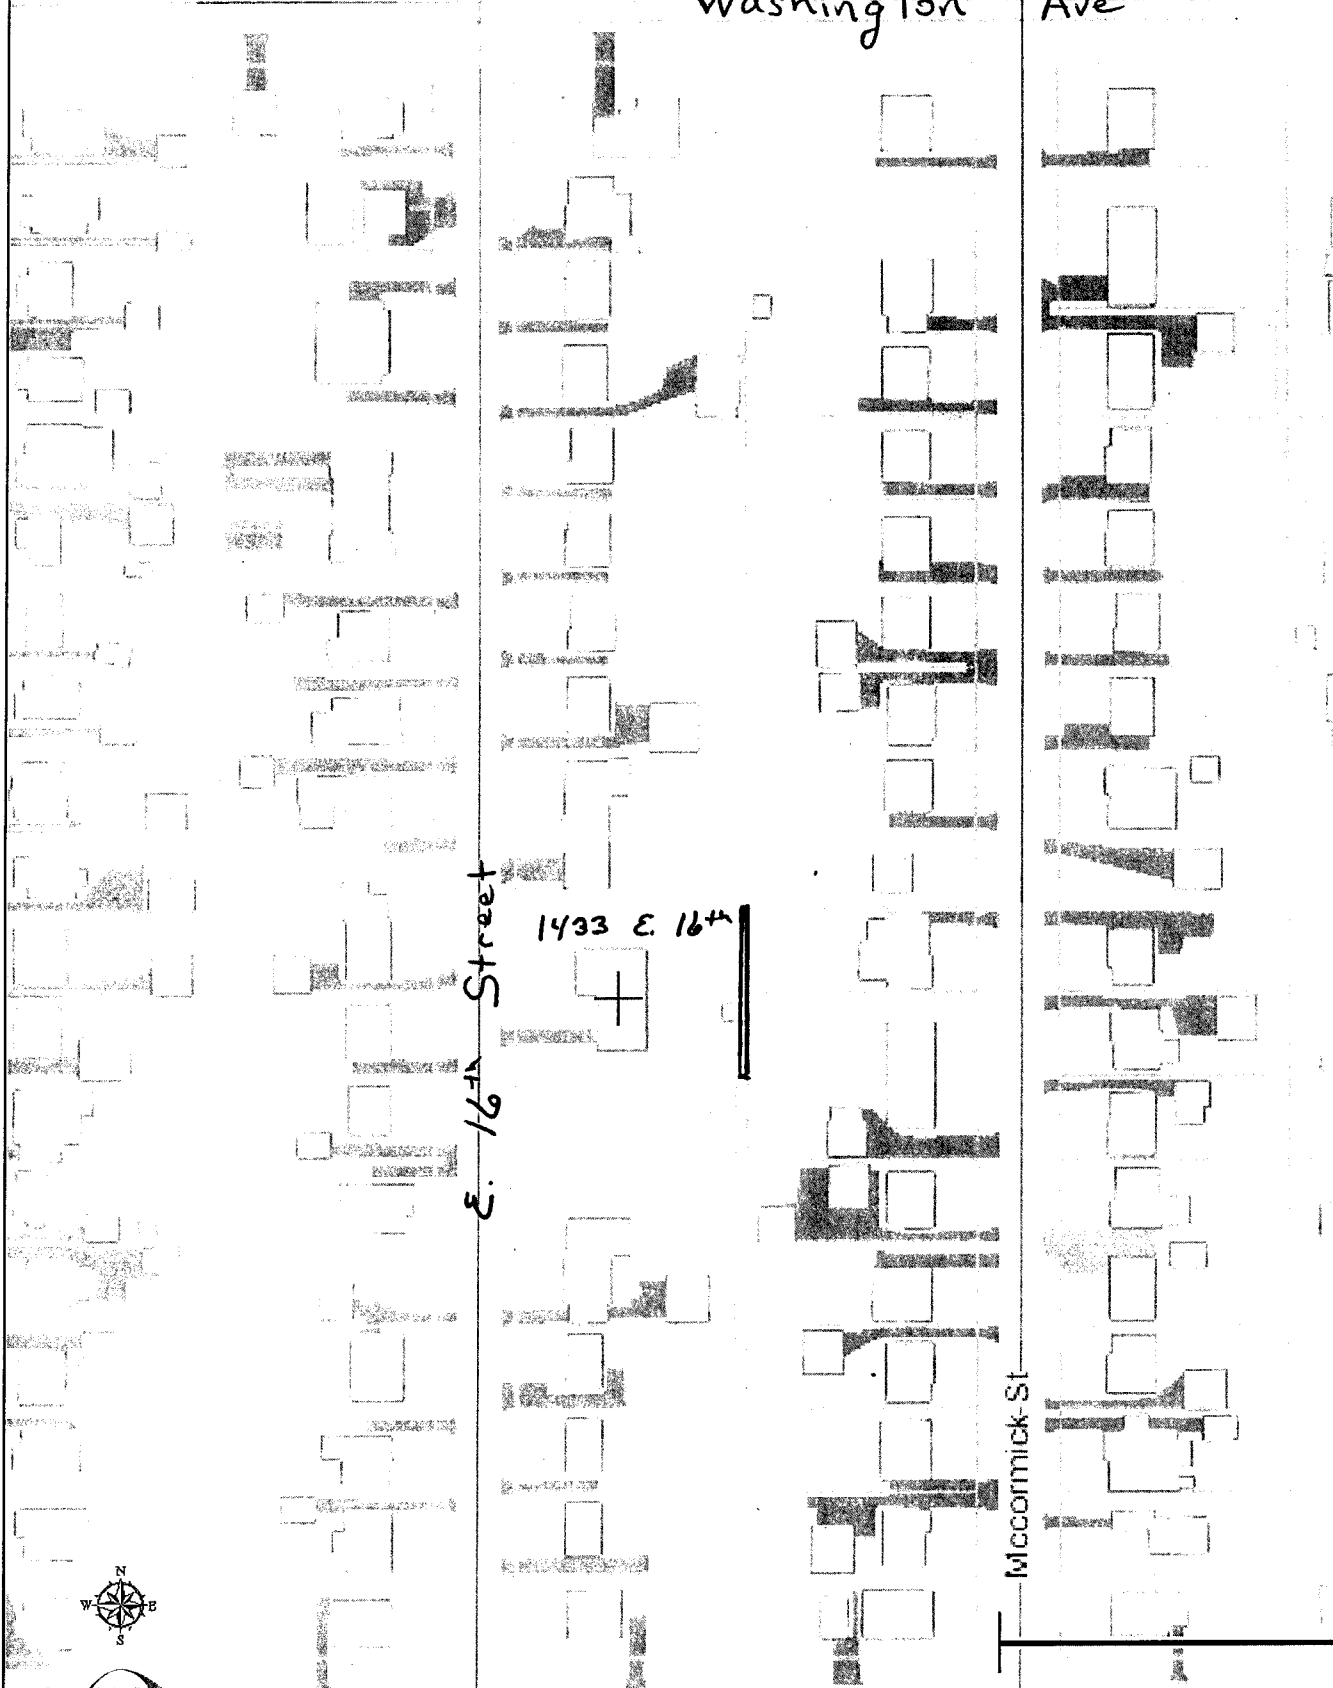 Washington Ave
1433 E. 16th
E. 16th Street
Mccormick-St
N
W E
S